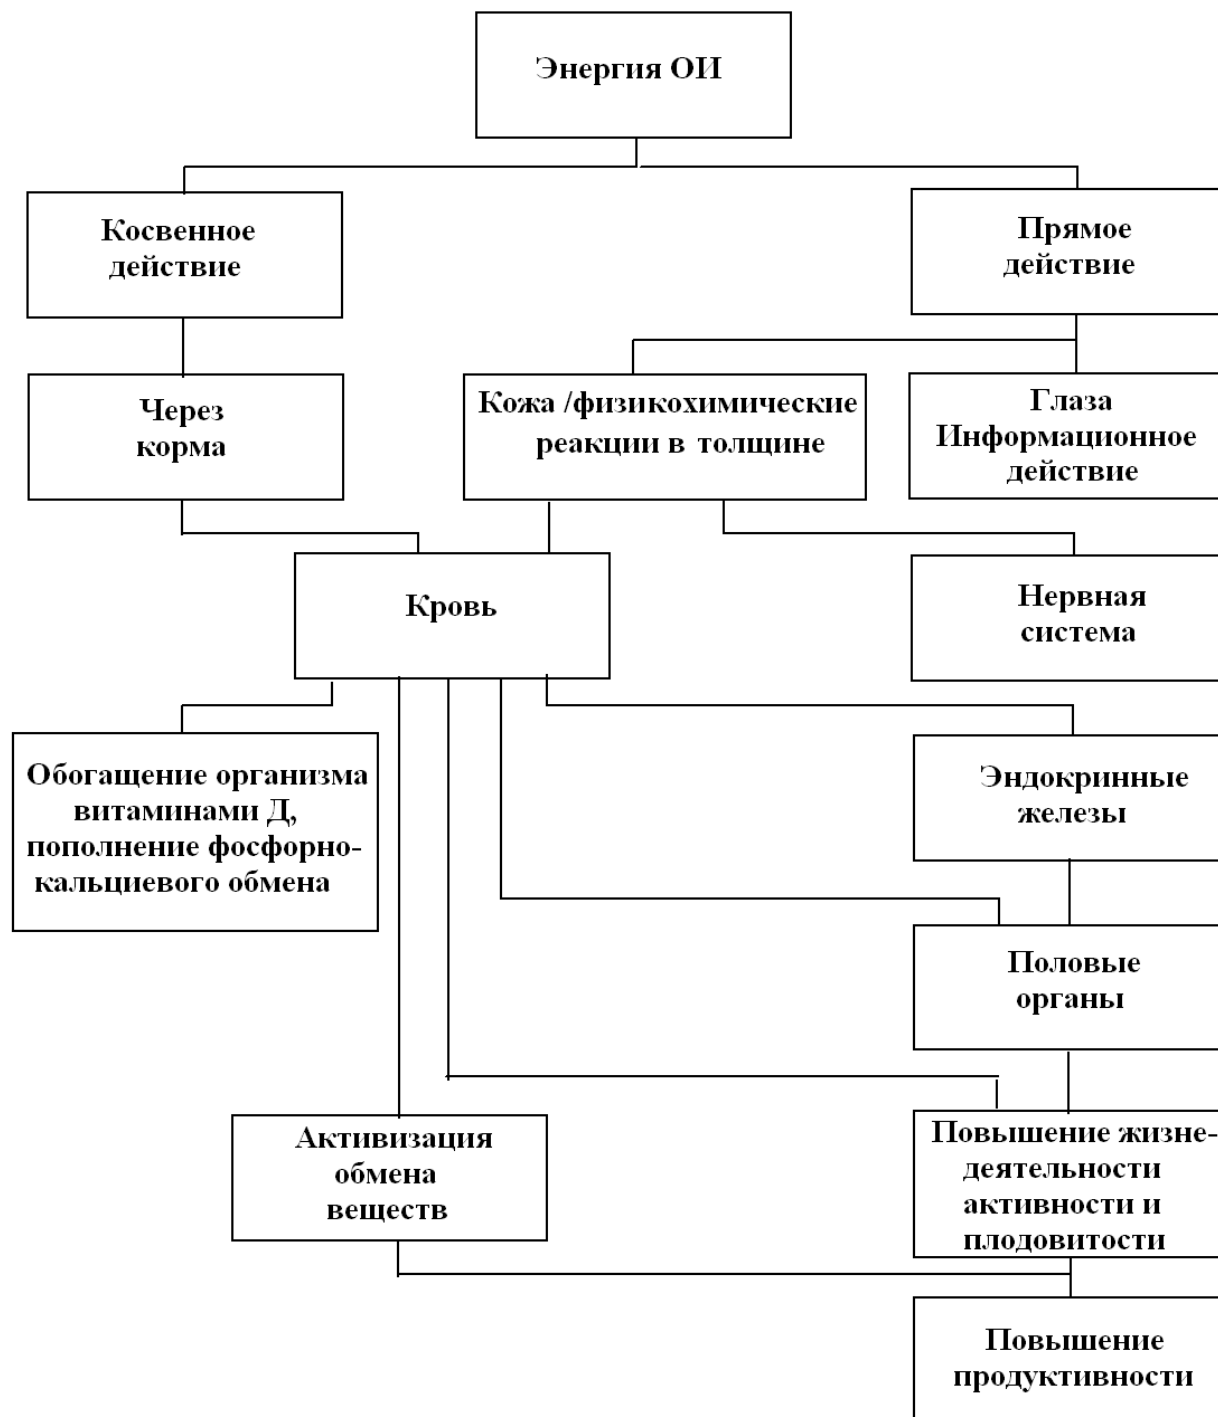 Энергия ОИ
Косвенное
действие
Прямое
действие
Через
корма
Кожа /физикохимические
реакции в толщине
Глаза
Информационное
действие
Кровь
Нервная
система
Обогащение организма
витаминами Д,
пополнение фосфорно-
кальциевого обмена
Эндокринные
железы
Половые
органы
Активизация
обмена
веществ
Повышение жизне-
деятельности
активности и
плодовитости
Повышение
продуктивности